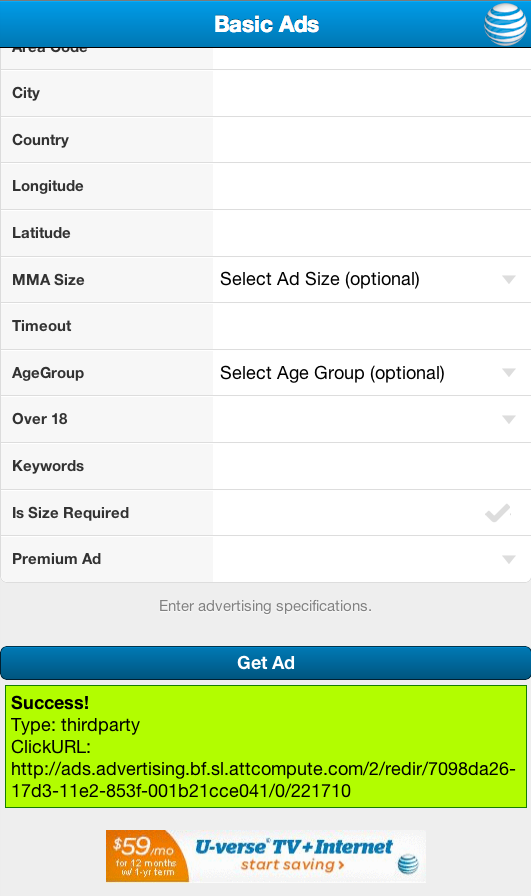 Basic Ads
Area Code
City
Country
Longitude
Latitude
MMA Size Select Ad Size (optional)
Timeout
AgeGroup Select Age Group (optional)
Over 18
Keywords
Is Size Required
Premium Ad
Enter advertising specifications.
Get Ad
Success!
Type: thirdparty
ClickURL:
http://ads.advertising.bf.sl.attcompute.com/2/redir/7098da26-
17d3-11e2-853f-001b21cce041/0/221710
$59/mo
for 12 months
w/ 1-yr term
U-verse® TV+Internet
start saving ›